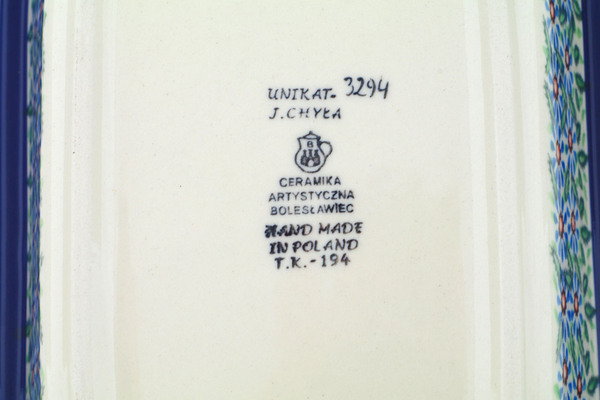 UNIKAT- 3294
J. CHYŁA
B
CERAMIKA
ARTYSTYCZNA
BOLESŁAWIEC
HAND MADE
IN POLAND
T.K.-194